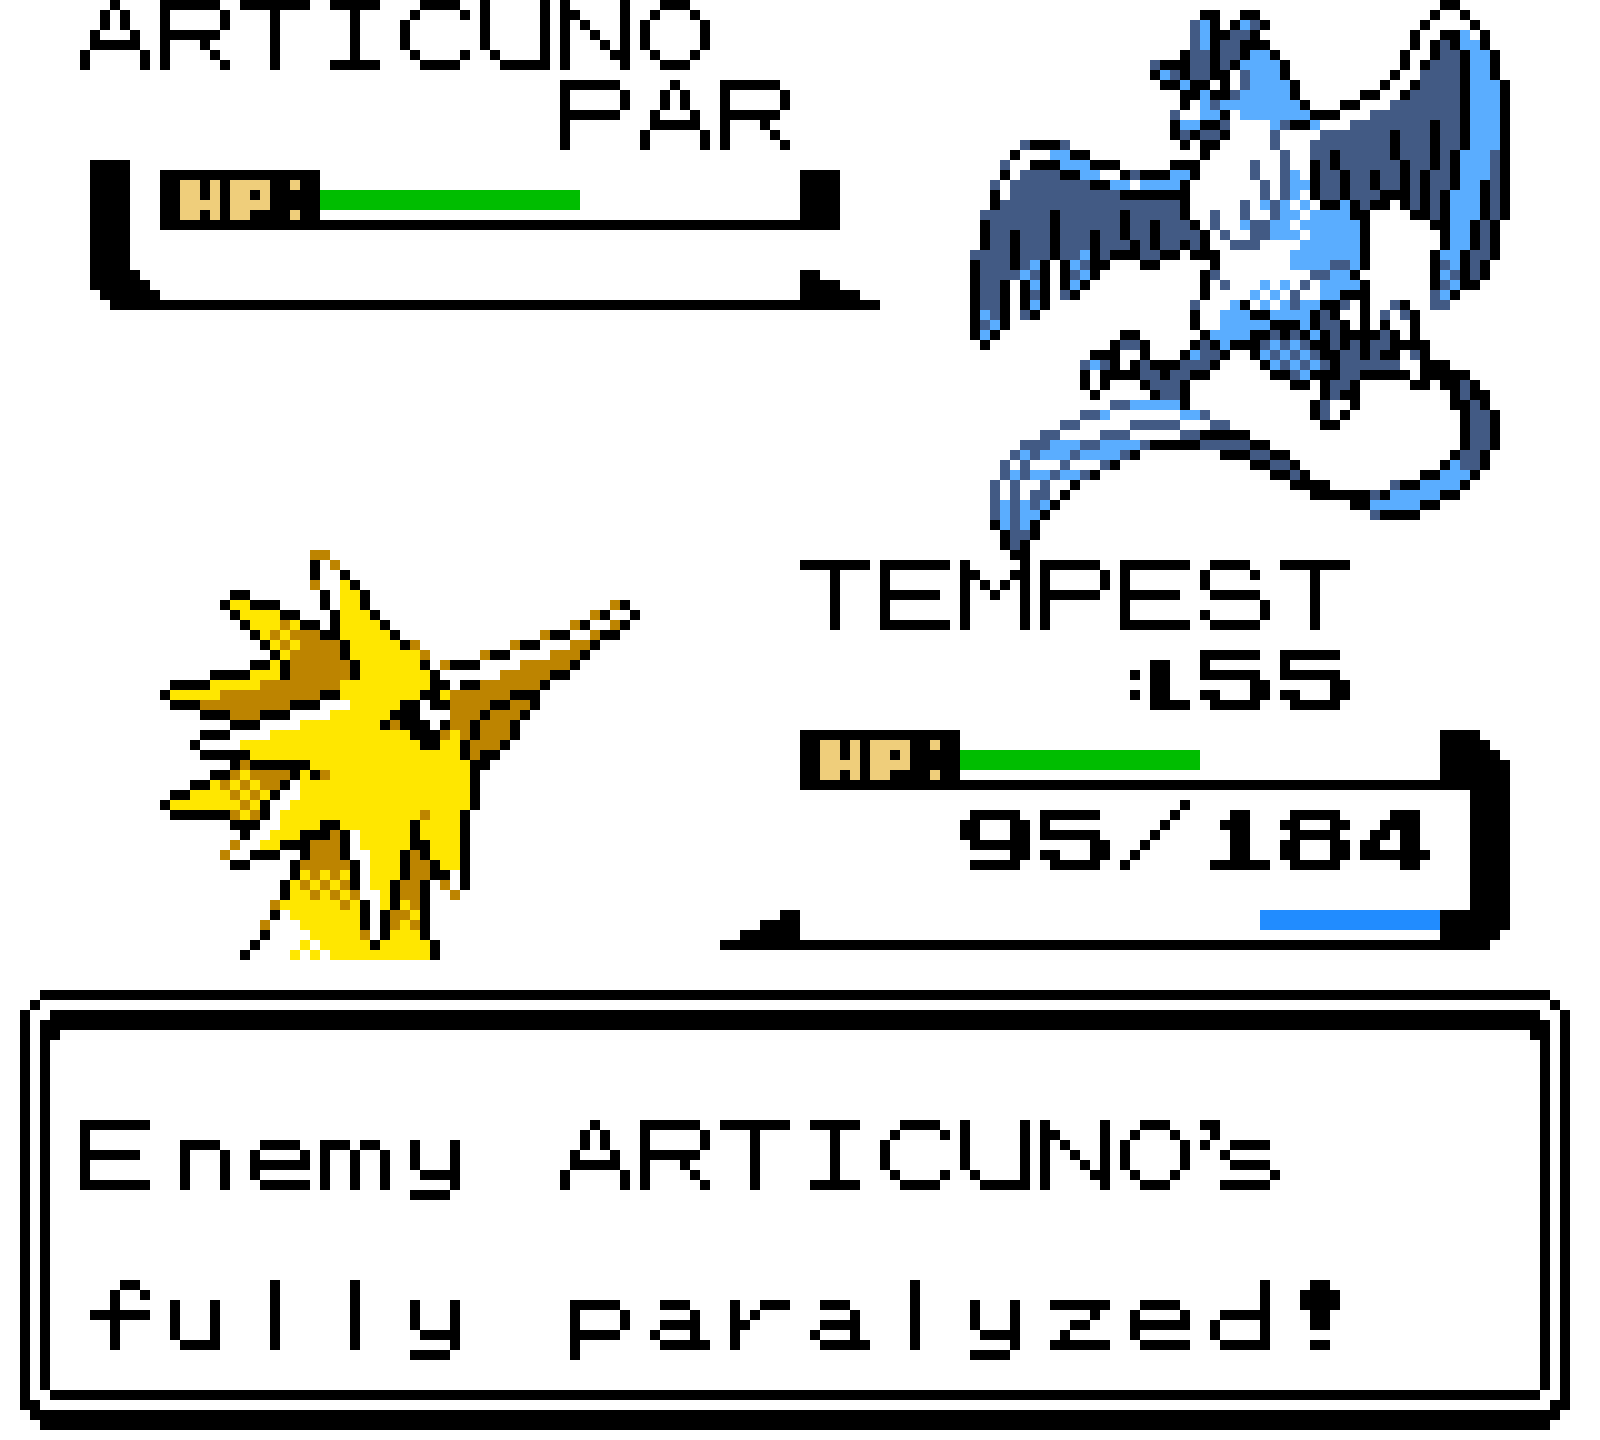 ARTICUNO
PAR
HP:
TEMPEST
:L55
HP:
95/184
Enemy ARTICUNO's
fully paralyzed!